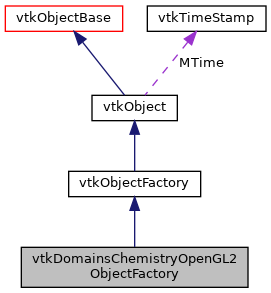 vtkObjectBase
vtkTimeStamp
MTime
vtkObject
vtkObjectFactory
vtkDomainsChemistryOpenGL2
ObjectFactory